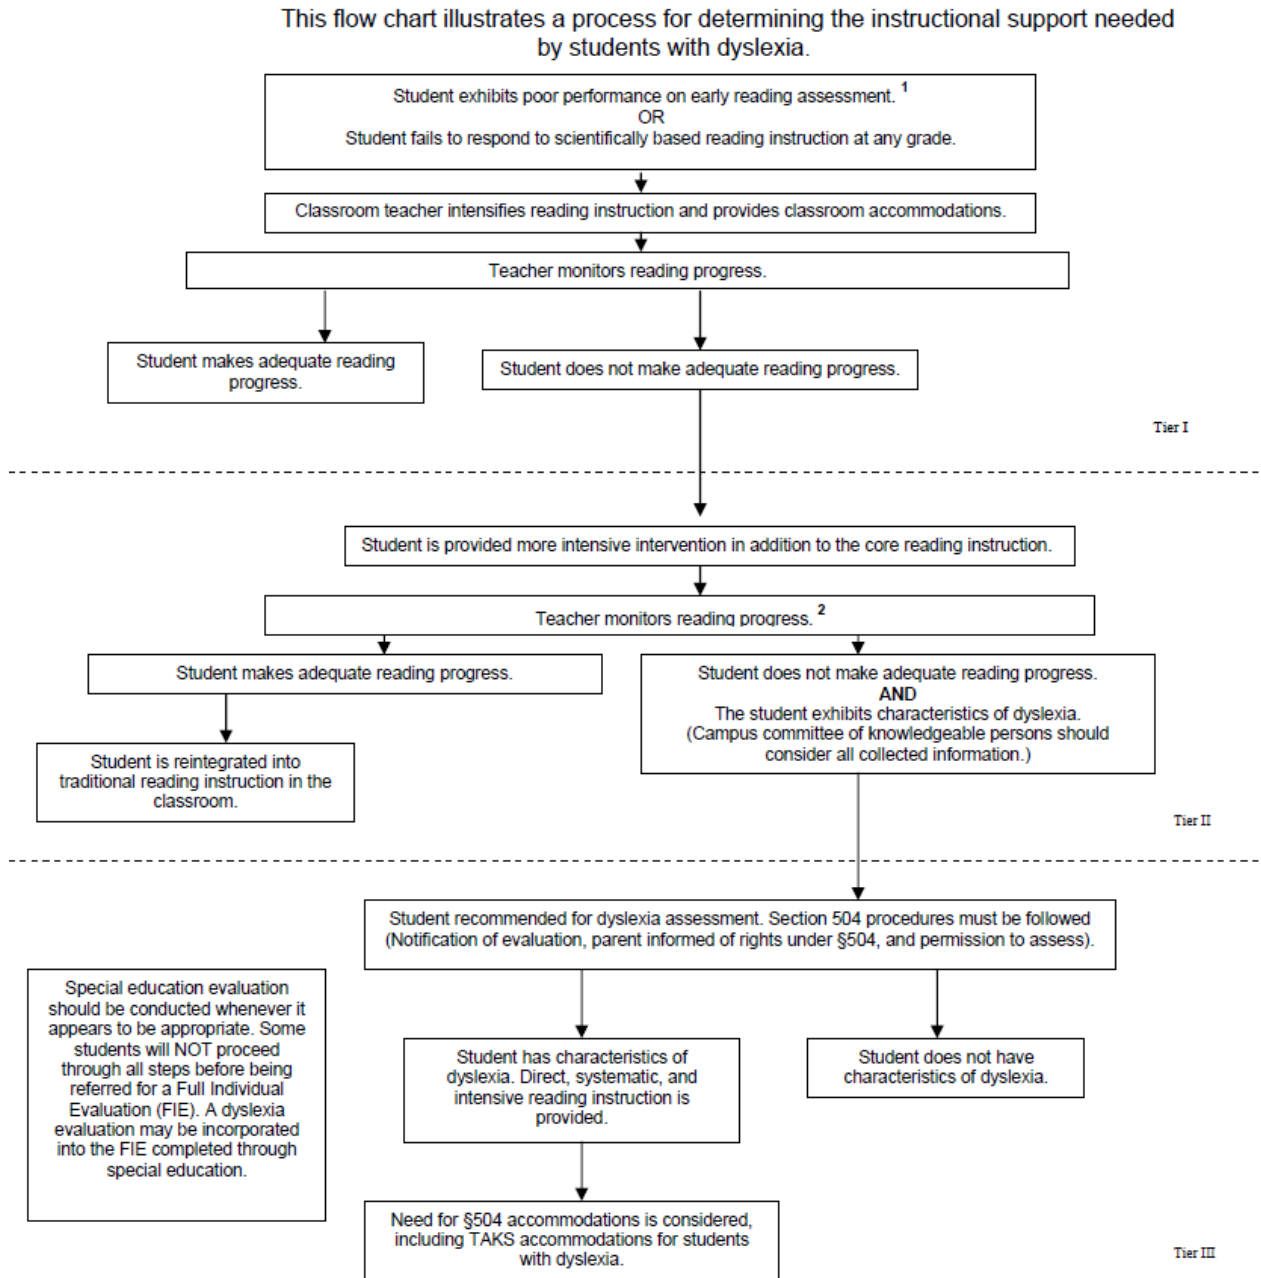 This flow chart illustrates a process for determining the instructional support needed
by students with dyslexia.
Student exhibits poor performance on early reading assessment. 1
OR
Student fails to respond to scientifically based reading instruction at any grade.
Classroom teacher intensifies reading instruction and provides classroom accommodations.
Teacher monitors reading progress.
Student makes adequate reading
progress.
Student does not make adequate reading progress.
Tier I
Student is provided more intensive intervention in addition to the core reading instruction.
Teacher monitors reading progress. 2
Student makes adequate reading progress.
Student is reintegrated into
traditional reading instruction in the
classroom.
Student does not make adequate reading progress.
AND
The student exhibits characteristics of dyslexia.
(Campus committee of knowledgeable persons should
consider all collected information.)
Tier II
Student recommended for dyslexia assessment. Section 504 procedures must be followed
(Notification of evaluation, parent informed of rights under §504, and permission to assess).
Special education evaluation
should be conducted whenever it
appears to be appropriate. Some
students will NOT proceed
through all steps before being
referred for a Full Individual
Evaluation (FIE). A dyslexia
evaluation may be incorporated
into the FIE completed through
special education.
Student has characteristics of
dyslexia. Direct, systematic, and
intensive reading instruction is
provided.
Student does not have
characteristics of dyslexia.
Need for §504 accommodations is considered,
including TAKS accommodations for students
with dyslexia.
Tier III